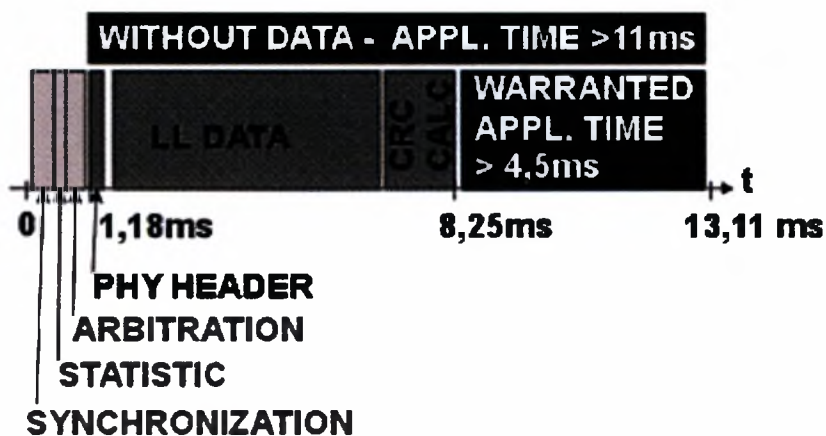 WITHOUT DATA - APPL. TIME >11ms
LL DATA
CRC
CALC
WARRANTED
APPL. TIME
> 4,5ms
t
0
1,18ms
8,25ms
13,11 ms
PHY HEADER
ARBITRATION
STATISTIC
SYNCHRONIZATION